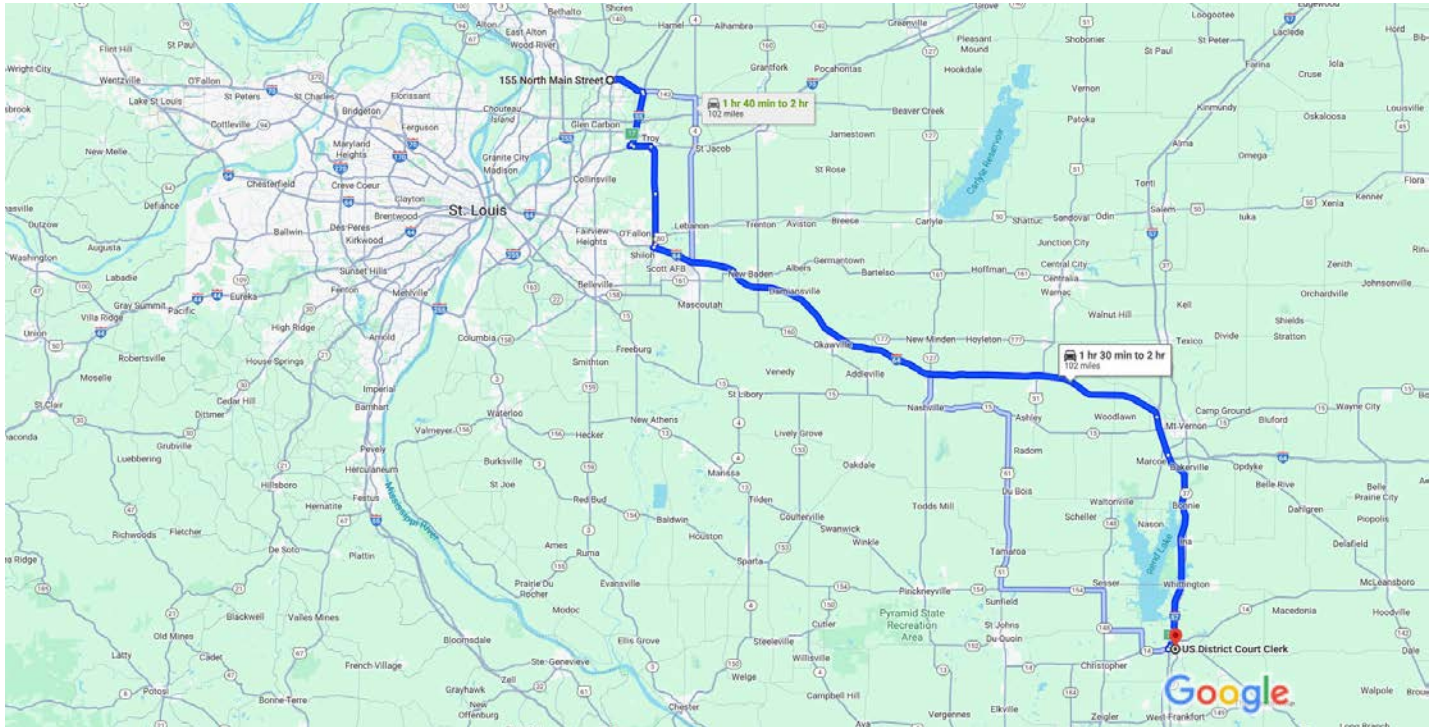 Bethalto
Shores
Hamel
Alhambra
Greenville
Loogootee
Edgewood
Laclede
Hord
Flint Hill
St Paul
Alton
East Alton
Wood River
Pleasant
Mound
Shobonier
St Paul
St Peter
Farina
Wright City
Wentzville
O'Fallon
155 North Main Street
Grantfork
Pocahontas
Hookdale
Vernon
Cruse
Iola
Lake St Louis
St Peters
St Charles
Florissant
1 hr 40 min to 2 hr
102 miles
Kinmundy
Louisville
Cottleville
Bridgeton
Ferguson
Chouteau
Island
Beaver Creek
Patoka
Oskaloosa
New Melle
Maryland
Heights
Granite City
Madison
Glen Carbon
Troy
St Jacob
Jamestown
Carlyle Reservoir
Alma
Omega
Chesterfield
Creve Coeur
Collinsville
St Rose
Tonti
Kenner
Flora
Defiance
Clayton
Salem
Iuka
Xenia
Dutzow
Ballwin
Des Peres
Brentwood
Kirkwood
St. Louis
Fairview
Heights
O'Fallon
Lebanon
Trenton
Aviston
Breese
Carlyle
Shattuc
Sandoval
Odin
Augusta
Junction City
Washington
Shiloh
Scott AFB
New Baden
Albers
Germantown
Bartelso
Hoffman
Central City
Centralia
Zenith
Labadie
Sunset Hills
Fenton
Mehlville
Belleville
Damiansville
Wamac
Orchardville
Johnsonville
Gray Summit
Eureka
Mascoutah
Kell
Villa Ridge
Pacific
High Ridge
Walnut Hill
Union
Arnold
Columbia
Freeburg
Okawville
New Minden
Hoyleton
Texico
Divide
Shields
Stratton
Robertsville
House Springs
Smithton
Venedy
Addieville
1 hr 30 min to 2 hr
102 miles
Moselle
Imperial
St Clair
Cedar Hill
Dittmer
Barnhart
Waterloo
St Libory
Nashville
Ashley
Woodlawn
Camp Ground
Bluford
Wayne City
Grubville
Valmeyer
New Athens
Lively Grove
Mt Vernon
Luebbering
Pevely
Hecker
Radom
Marcoe
Bakerville
Opdyke
Herculaneum
Burksville
Marissa
Oakdale
Belle Rive
Belle
Prairie City
Hillsboro
Festus
St Joe
Du Bois
Waltonville
Hematite
Mississippi River
Red Bud
Tilden
Todds Mill
Scheller
Bonnie
Dahlgren
Piopolis
Richwoods
Fletcher
Baldwin
Coulterville
Nason
Delafield
De Soto
Houston
Swanwick
Winkle
Rend Lake
Ina
Plattin
Ames
Ruma
Sparta
Tamaroa
Prairie Du
Rocher
Evansville
Pinckneyville
Sesser
Whittington
McLeansboro
Blackwell
Valles Mines
Modoc
Pyramid State
Recreation
Area
Sunfield
Macedonia
Hoodville
Old Mines
Steeleville
Cutler
St Johns
Du Quoin
Latty
Cadet
Bloomsdale
Ellis Grove
Willisville
Christopher
US District Court Clerk
Dale
French Village
Ste. Genevieve
Welge
Potosi
Bonne-Terre
Zell
Campbell Hill
Google
Walpole
Grayhawk
New
Offenburg
Chester
Ava
Vergennes
Elkville
Zeigler
West Frankfort